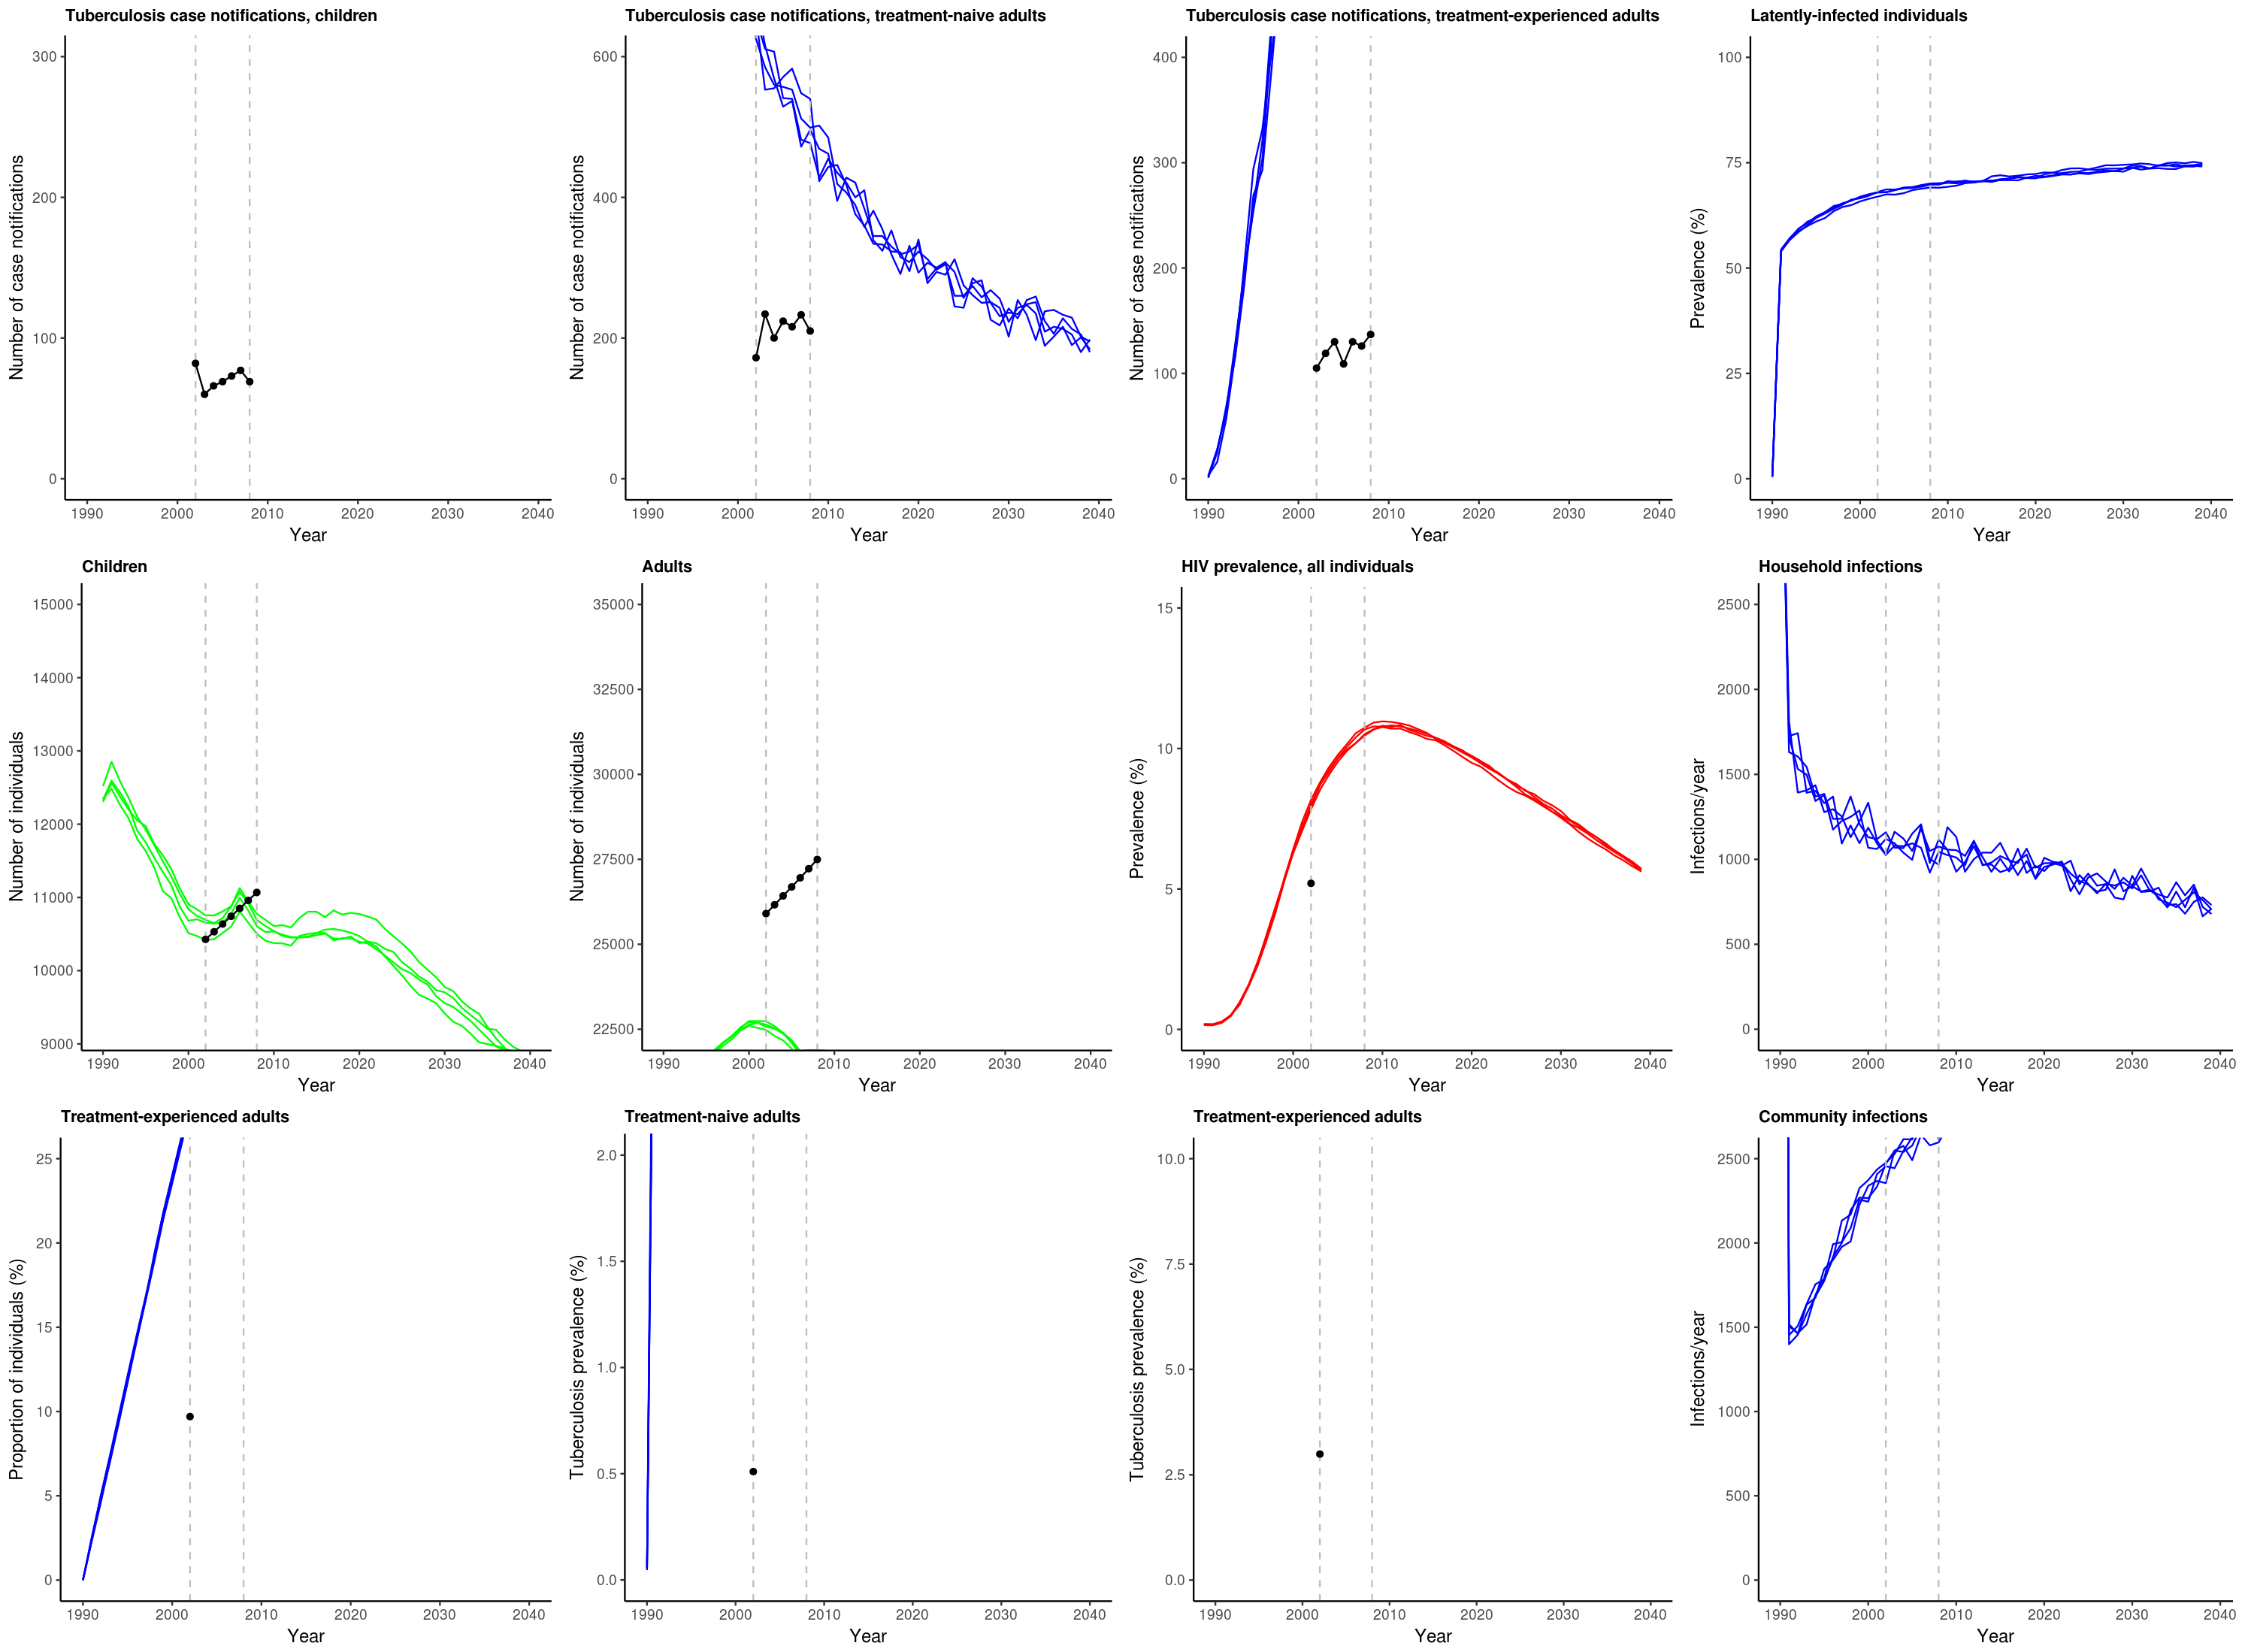 Tuberculosis case notifications, children
Number of case notifications
300
200
100
0
1990 2000 2010 2020 2030 2040
Year
Tuberculosis case notifications, treatment-naive adults
Number of case notifications
600
400
200
0
1990 2000 2010 2020 2030 2040
Year
Tuberculosis case notifications, treatment-experienced adults
Number of case notifications
400
300
200
100
0
1990 2000 2010 2020 2030 2040
Year
Latently-infected individuals
Prevalence (%)
100
75
50
25
0
1990 2000 2010 2020 2030 2040
Year
Children
Number of individuals
15000
14000
13000
12000
11000
10000
9000
1990 2000 2010 2020 2030 2040
Year
Adults
Number of individuals
35000
32500
30000
27500
25000
22500
1990 2000 2010 2020 2030 2040
Year
HIV prevalence, all individuals
Prevalence (%)
15
10
5
0
1990 2000 2010 2020 2030 2040
Year
Household infections
Infections/year
2500
2000
1500
1000
500
0
1990 2000 2010 2020 2030 2040
Year
Treatment-experienced adults
Proportion of individuals (%)
25
20
15
10
5
0
1990 2000 2010 2020 2030 2040
Year
Treatment-naive adults
Tuberculosis prevalence (%)
2.0
1.5
1.0
0.5
0.0
1990 2000 2010 2020 2030 2040
Year
Treatment-experienced adults
Tuberculosis prevalence (%)
10.0
7.5
5.0
2.5
0.0
1990 2000 2010 2020 2030 2040
Year
Community infections
Infections/year
2500
2000
1500
1000
500
0
1990 2000 2010 2020 2030 2040
Year